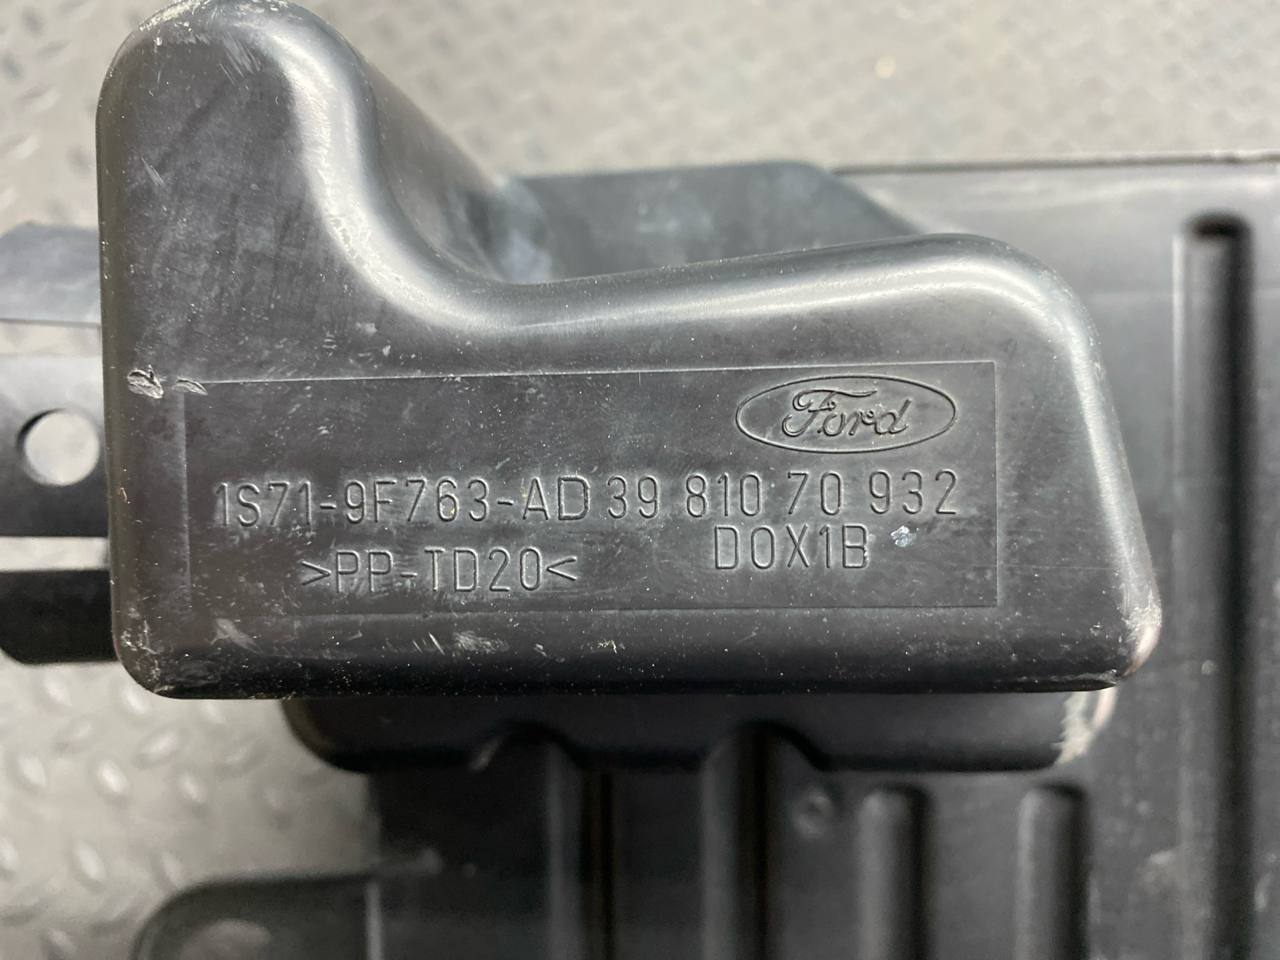 Ford
1S71-9F763-AD 39 810 70 932
>PP-TD20< DOX1B